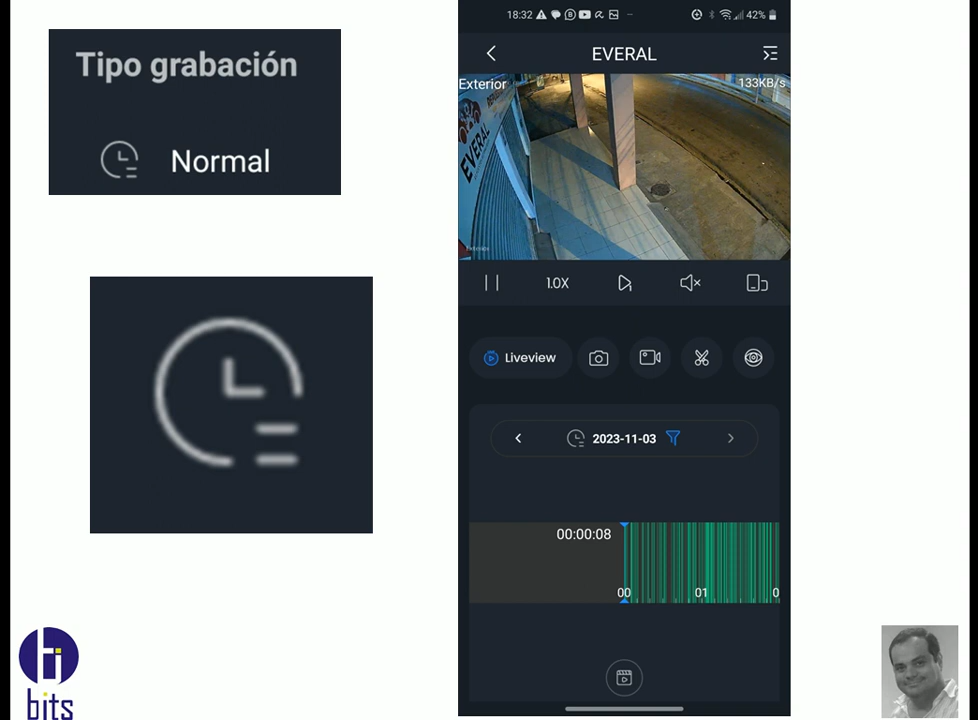 Tipo grabación
Normal
18:32
42%
EVERAL
Exterior
133KB/s
EVERAL
1.0X
Liveview
2023-11-03
00:00:08
00
01
0
bits